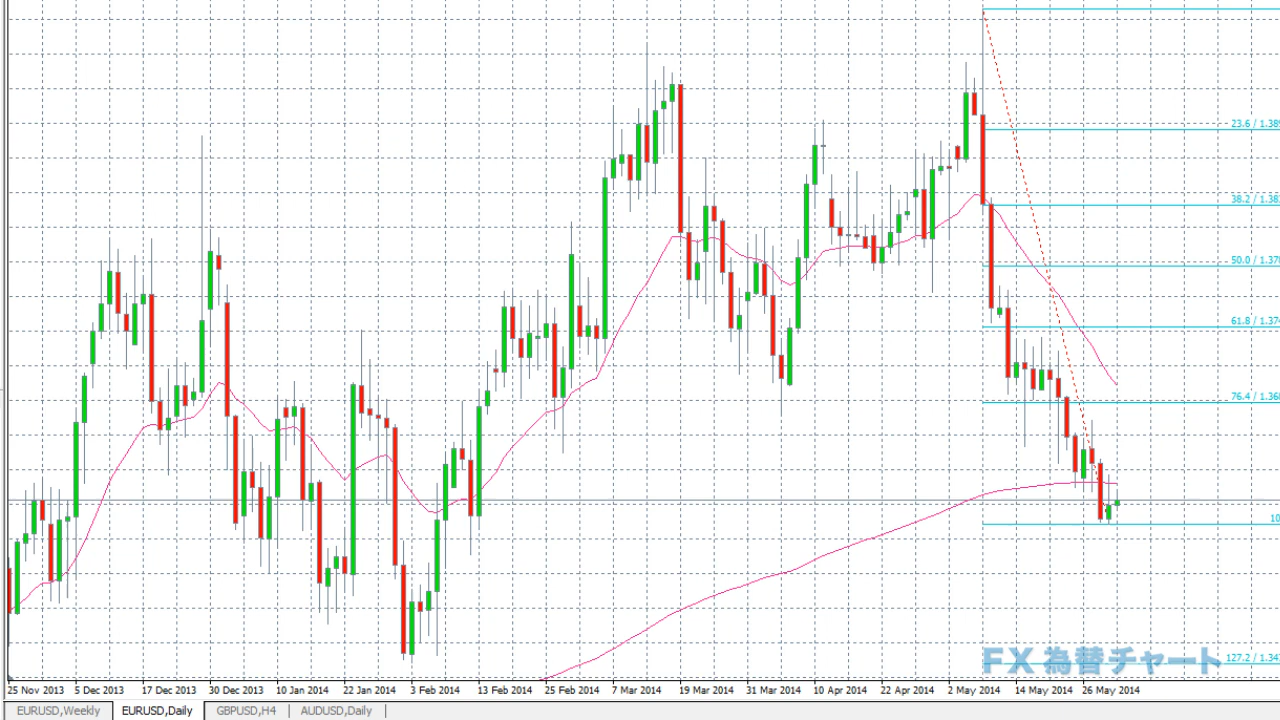 23.6 / 1.389
38.2 / 1.38
50.0 / 1.37
61.8 / 1.374
76.4 / 1.368
10
127.2 / 1.34
FX 為替チャート
25 Nov 2013 5 Dec 2013 17 Dec 2013 30 Dec 2013 10 Jan 2014 22 Jan 2014 3 Feb 2014 13 Feb 2014 25 Feb 2014 7 Mar 2014 19 Mar 2014 31 Mar 2014 10 Apr 2014 22 Apr 2014 2 May 2014 14 May 2014 26 May 2014
EURUSD,Weekly EURUSD,Daily GBPUSD,H4 AUDUSD,Daily